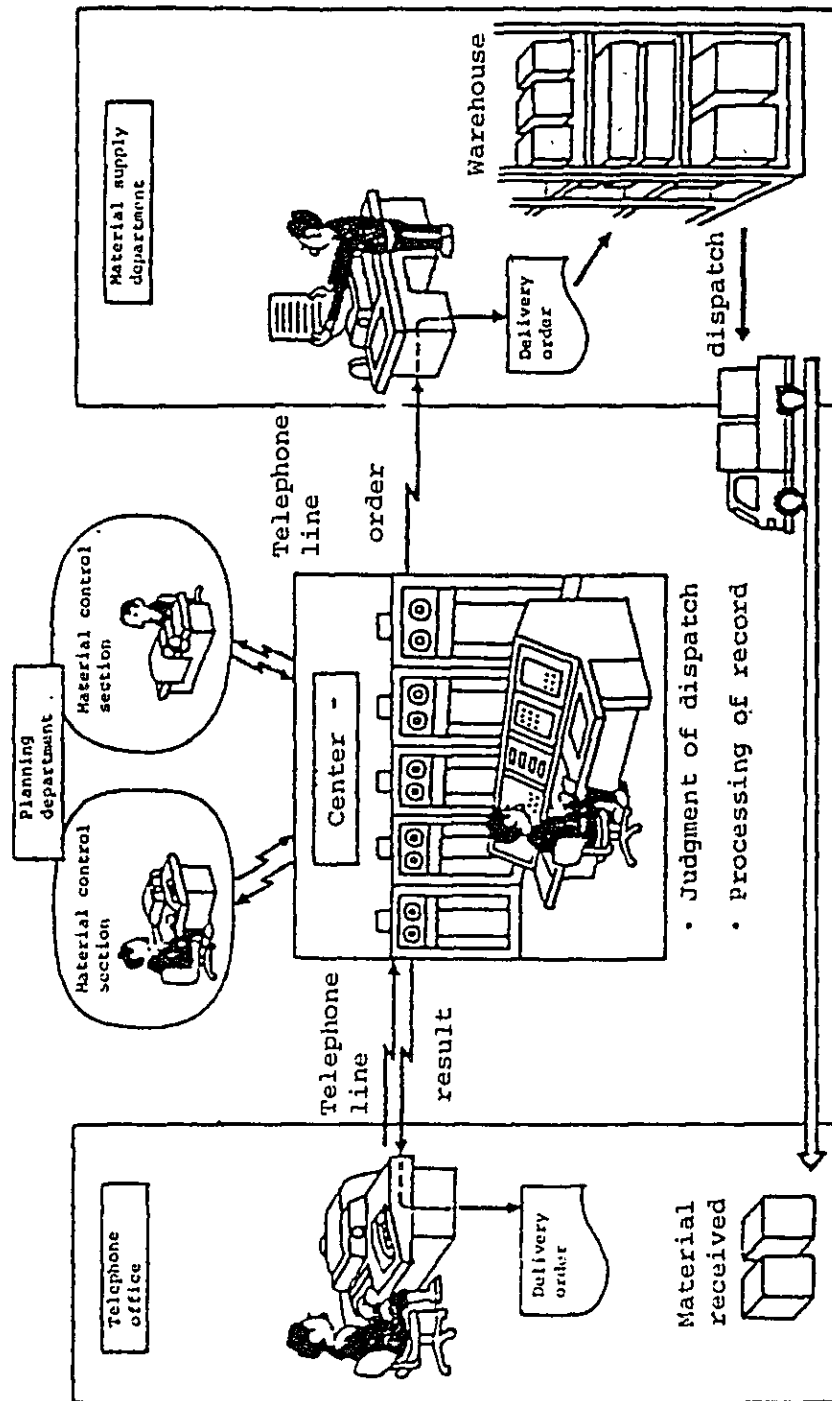 Planning
department
Material control
section
Material control
section
Telephone
office
Telephone
line
result
Delivery
order
Material
received
Center -
• Judgment of dispatch
• Processing of record
Telephone
line
order
Material supply
department
Delivery
order
Warehouse
dispatch